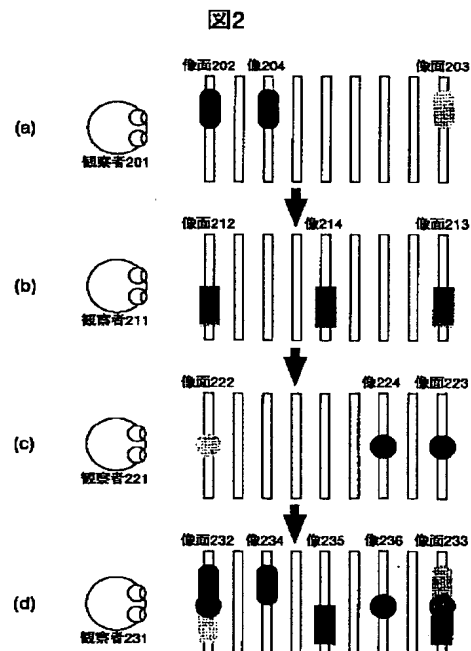 図2
像面202 像204 像面203
(a)
観察者201
像面212 像214 像面213
(b)
観察者211
像面222 像224 像面223
(c)
観察者221
像面232 像234 像235 像236 像面233
(d)
観察者231